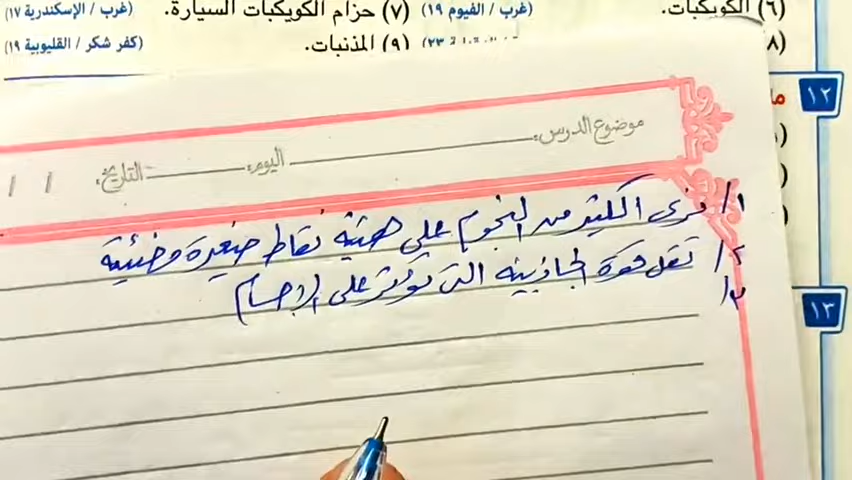 ٦) الكويكبات. (غرب / الفيوم ١٩) (٧) حزام الكويكبات السيارة. (غرب / الإسكندرية ١٧)
٨) (٩) المذنبات. (كفر شكر / القليوبية ١٩)
١٢
موضوع الدرس: اليوم: التاريخ: / /
١/ نرى الكثير من النجوم على هيئة نقاط صغيرة مضيئة
٢/ تقل قوة الجاذبية التى تؤثر على الأجسام
٣/
١٣